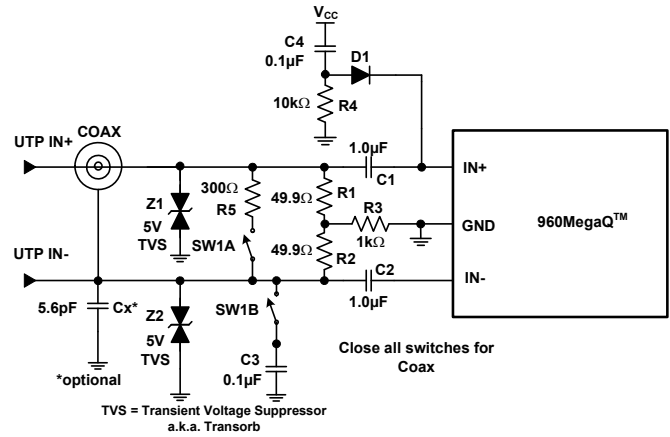 VCC
C4
0.1µF
D1
10kΩ
R4
COAX
UTP IN+
1.0µF
C1
IN+
300Ω
R5
49.9Ω
R1
R3
1kΩ
GND
960MegaQ™
Z1
5V
TVS
SW1A
49.9Ω
R2
UTP IN-
C2
1.0µF
IN-
5.6pF
Cx*
*optional
Z2
5V
TVS
SW1B
C3
0.1µF
Close all switches for
Coax
TVS = Transient Voltage Suppressor
a.k.a. Transorb